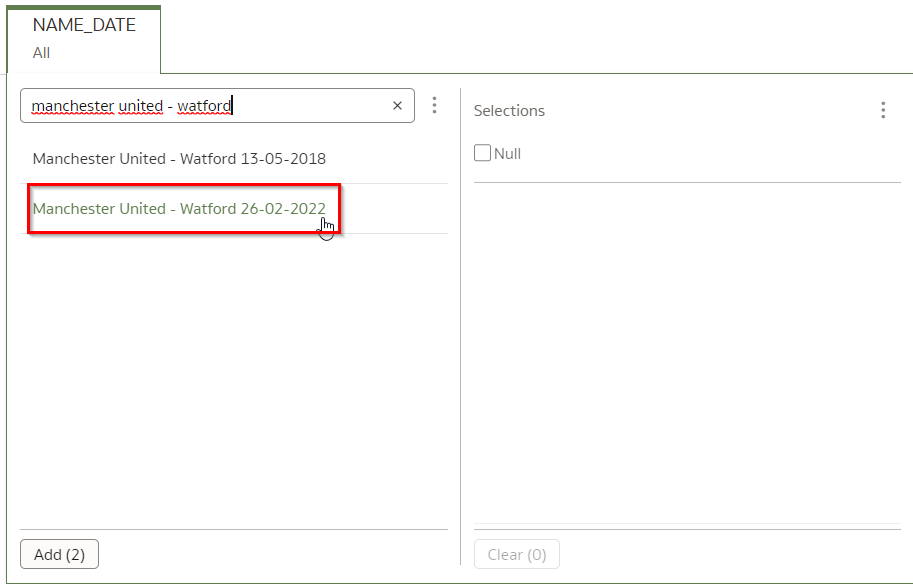 NAME_DATE
All
manchester united - watford
Manchester United - Watford 13-05-2018
Manchester United - Watford 26-02-2022
Add (2)
Selections
Null
Clear (0)